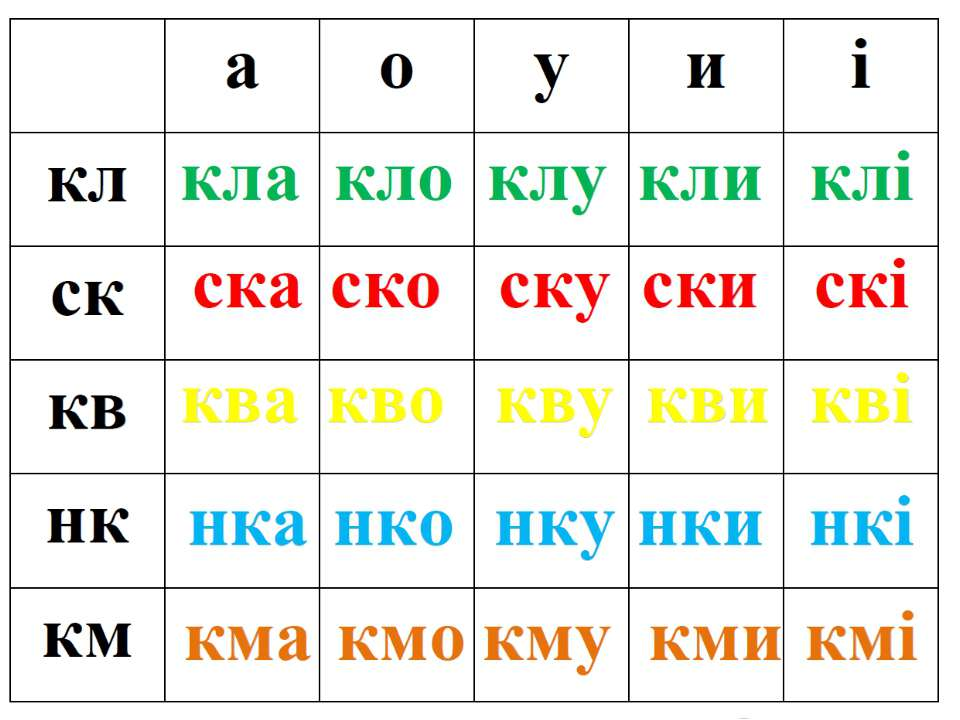 а о у и і
кл кла кло клу кли клі
ск ска ско ску ски скі
кв ква кво кву кви кві
нк нка нко нку нки нкі
км кма кмо кму кми кмі